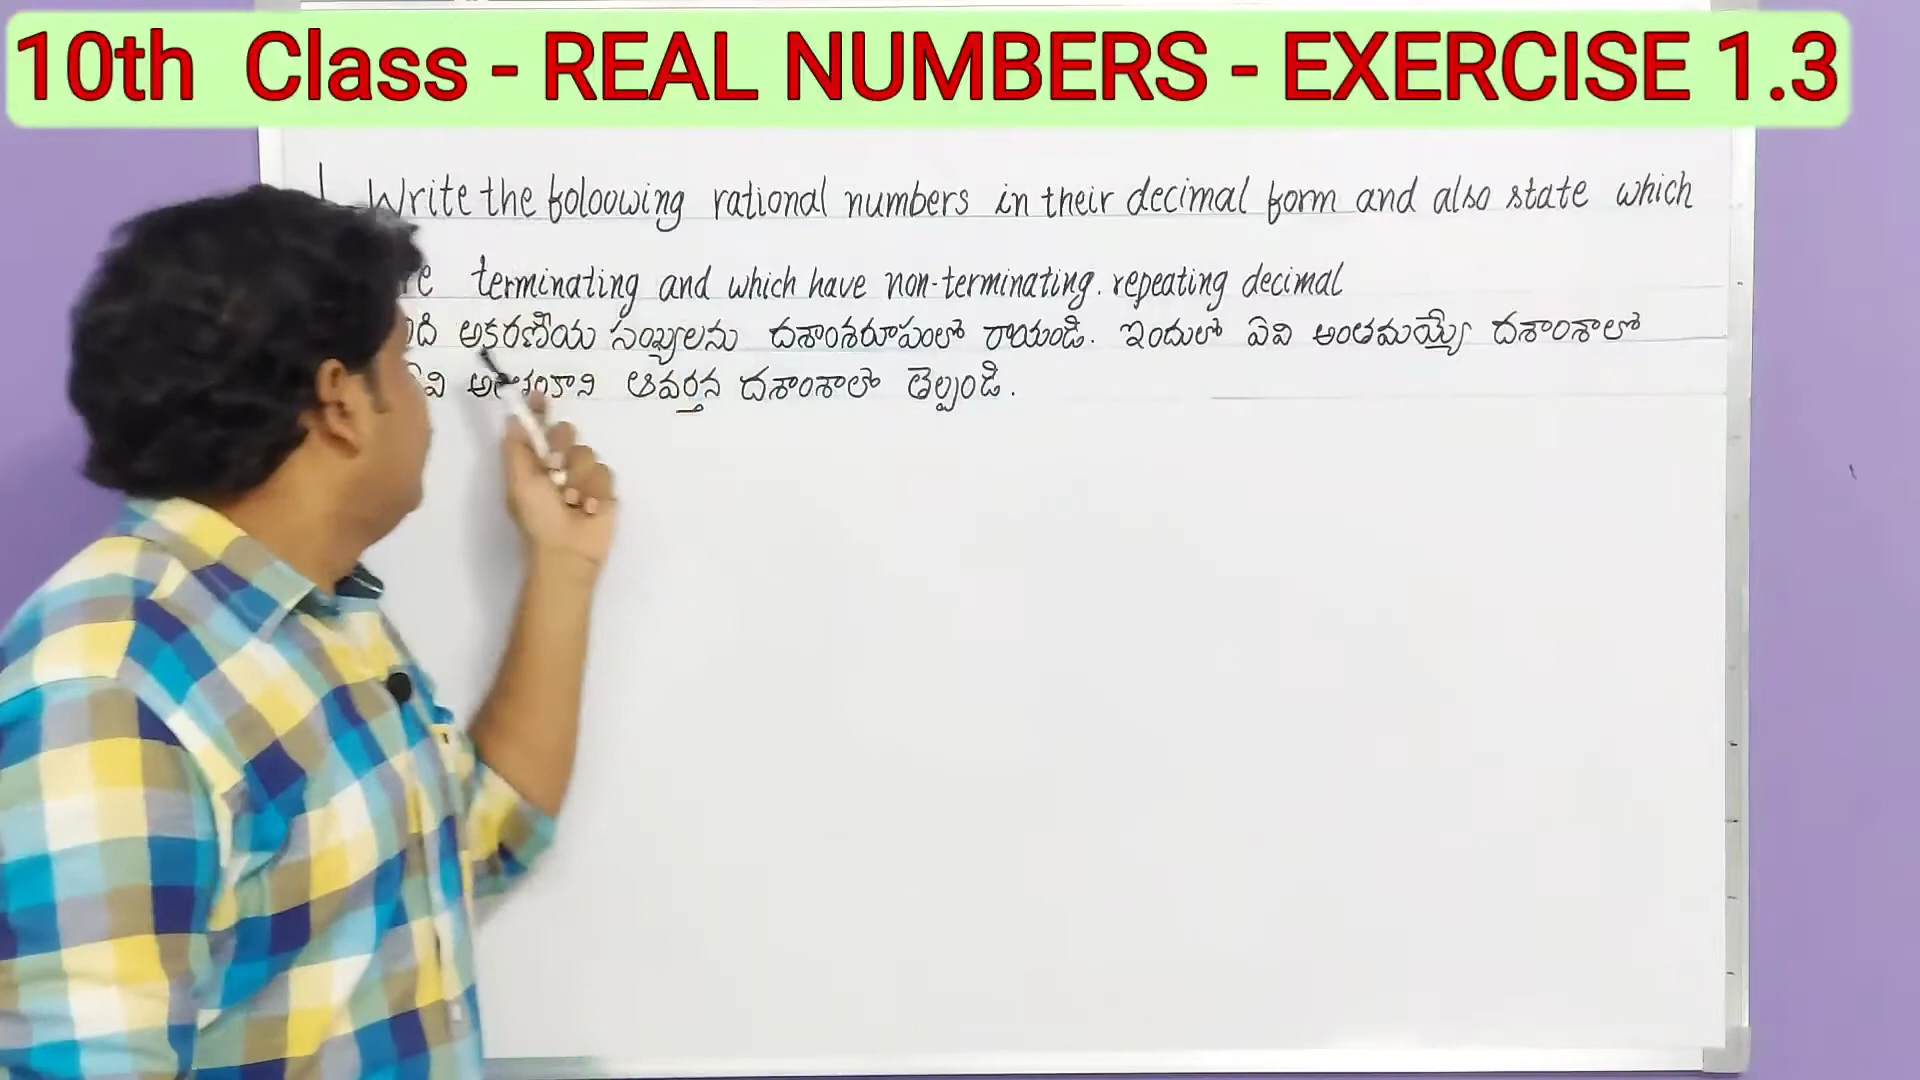 10th Class - REAL NUMBERS - EXERCISE 1.3
Write the foloowing rational numbers in their decimal form and also state which
terminating and which have non-terminating. repeating decimal
అకరణీయ సంఖ్యలను దశాంశరూపంలో రాయండి. ఇందులో ఏవి అంతమయ్యే దశాంశాలో
ఆవర్తన దశాంశాలో తెల్పండి.